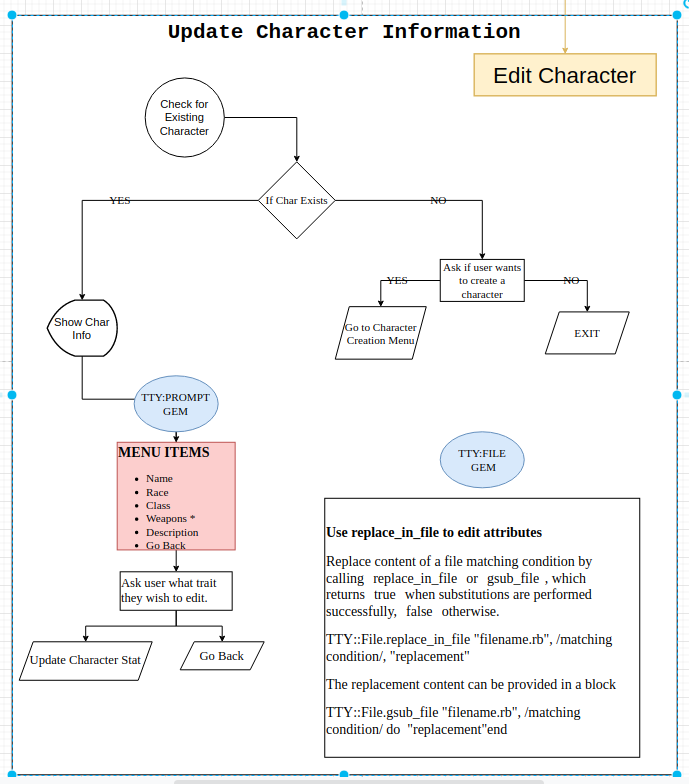 Update Character Information
Edit Character
Check for
Existing
Character
If Char Exists
YES
NO
Ask if user wants
to create a
character
YES
NO
Go to Character
Creation Menu
EXIT
Show Char
Info
TTY:PROMPT
GEM
MENU ITEMS
• Name
• Race
• Class
• Weapons *
• Description
• Go Back
Ask user what trait
they wish to edit.
Update Character Stat
Go Back
TTY:FILE
GEM
Use replace_in_file to edit attributes
Replace content of a file matching condition by
calling replace_in_file or gsub_file , which
returns true when substitutions are performed
successfully, false otherwise.
TTY::File.replace_in_file "filename.rb", /matching
condition/, "replacement"
The replacement content can be provided in a block
TTY::File.gsub_file "filename.rb", /matching
condition/ do "replacement"end